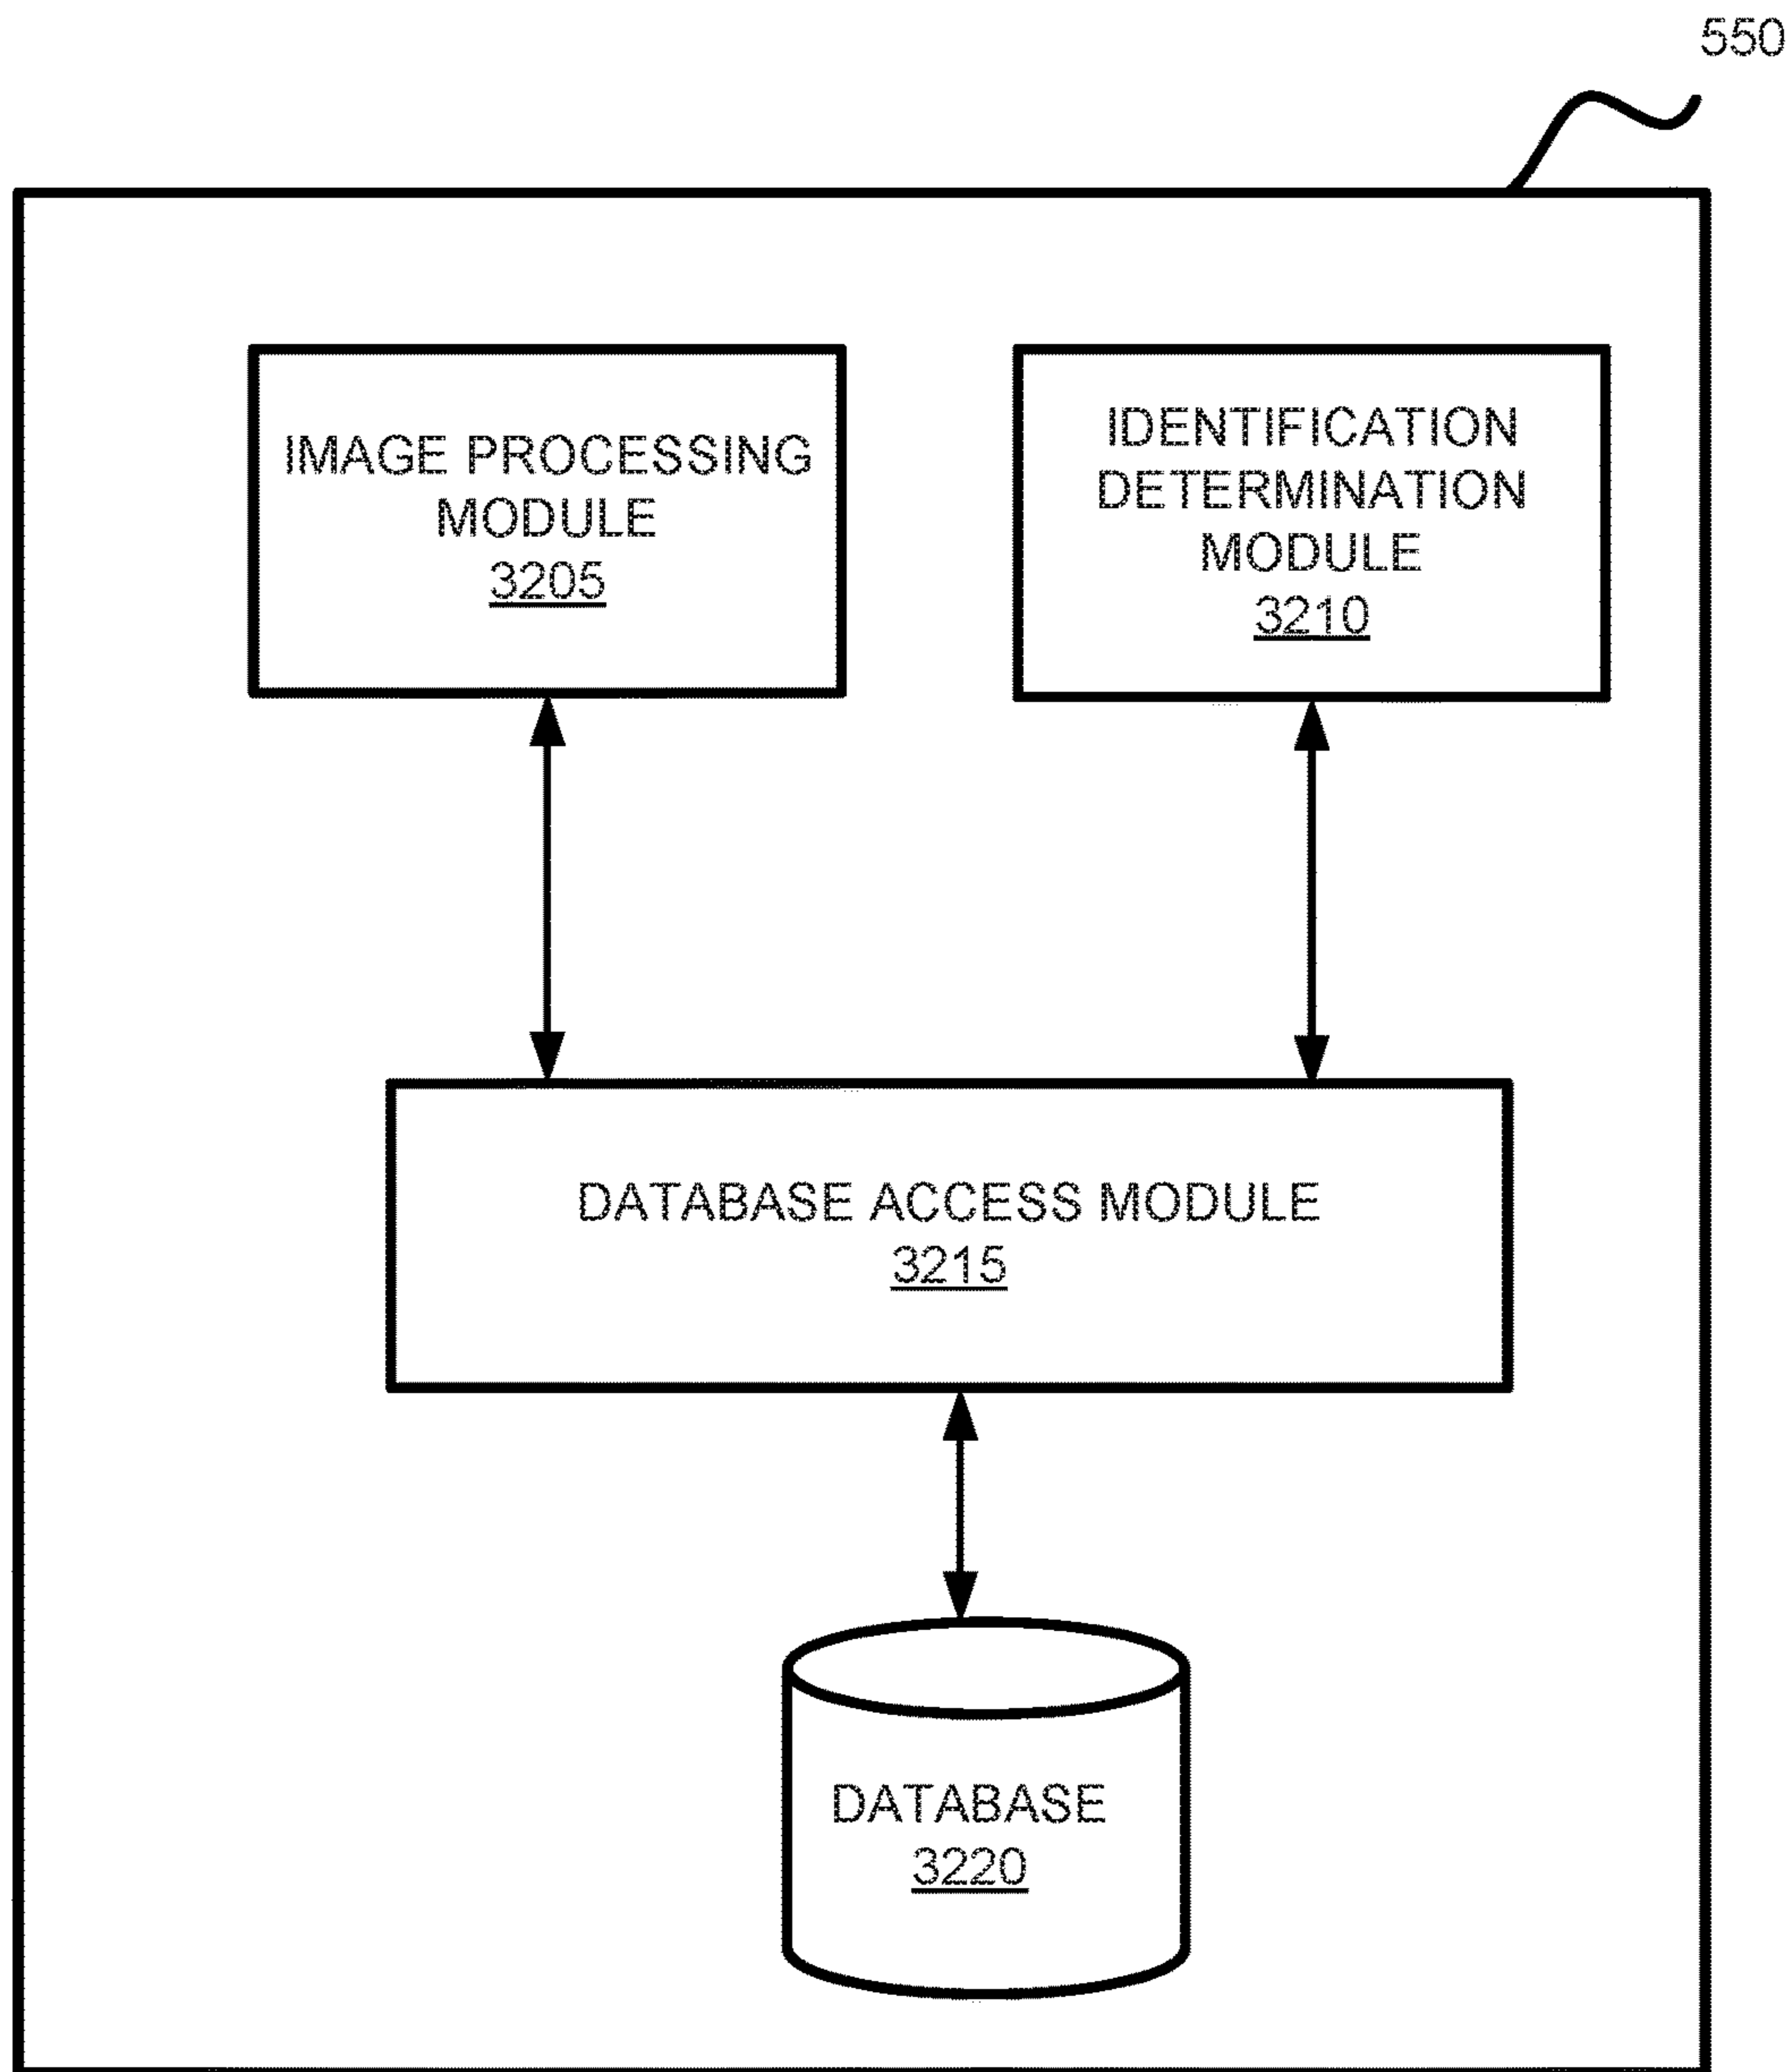 550
IMAGE PROCESSING
MODULE
3205
IDENTIFICATION
DETERMINATION
MODULE
3210
DATABASE ACCESS MODULE
3215
DATABASE
3220